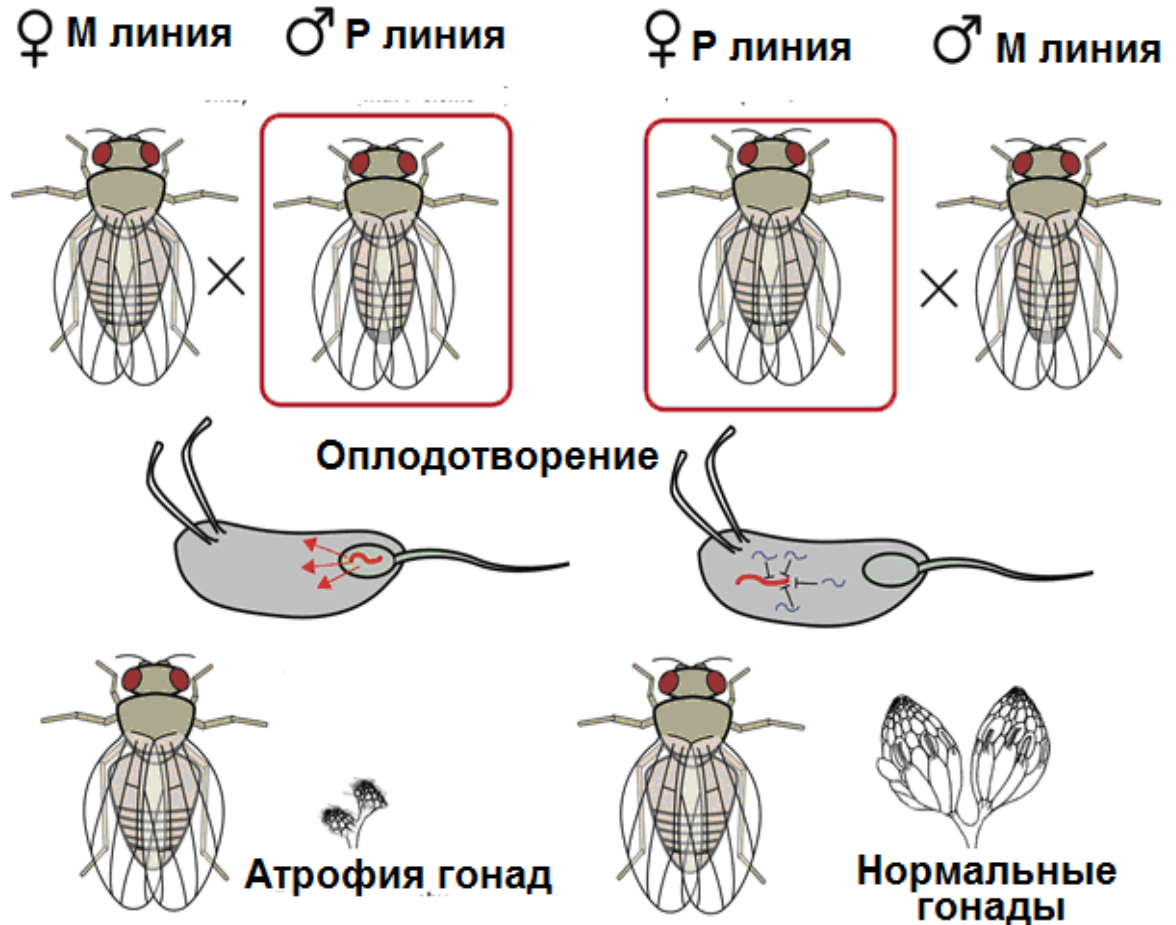 ♀ М линия ♂ Р линия ♀ Р линия ♂ М линия
Оплодотворение
Атрофия гонад
Нормальные
гонады